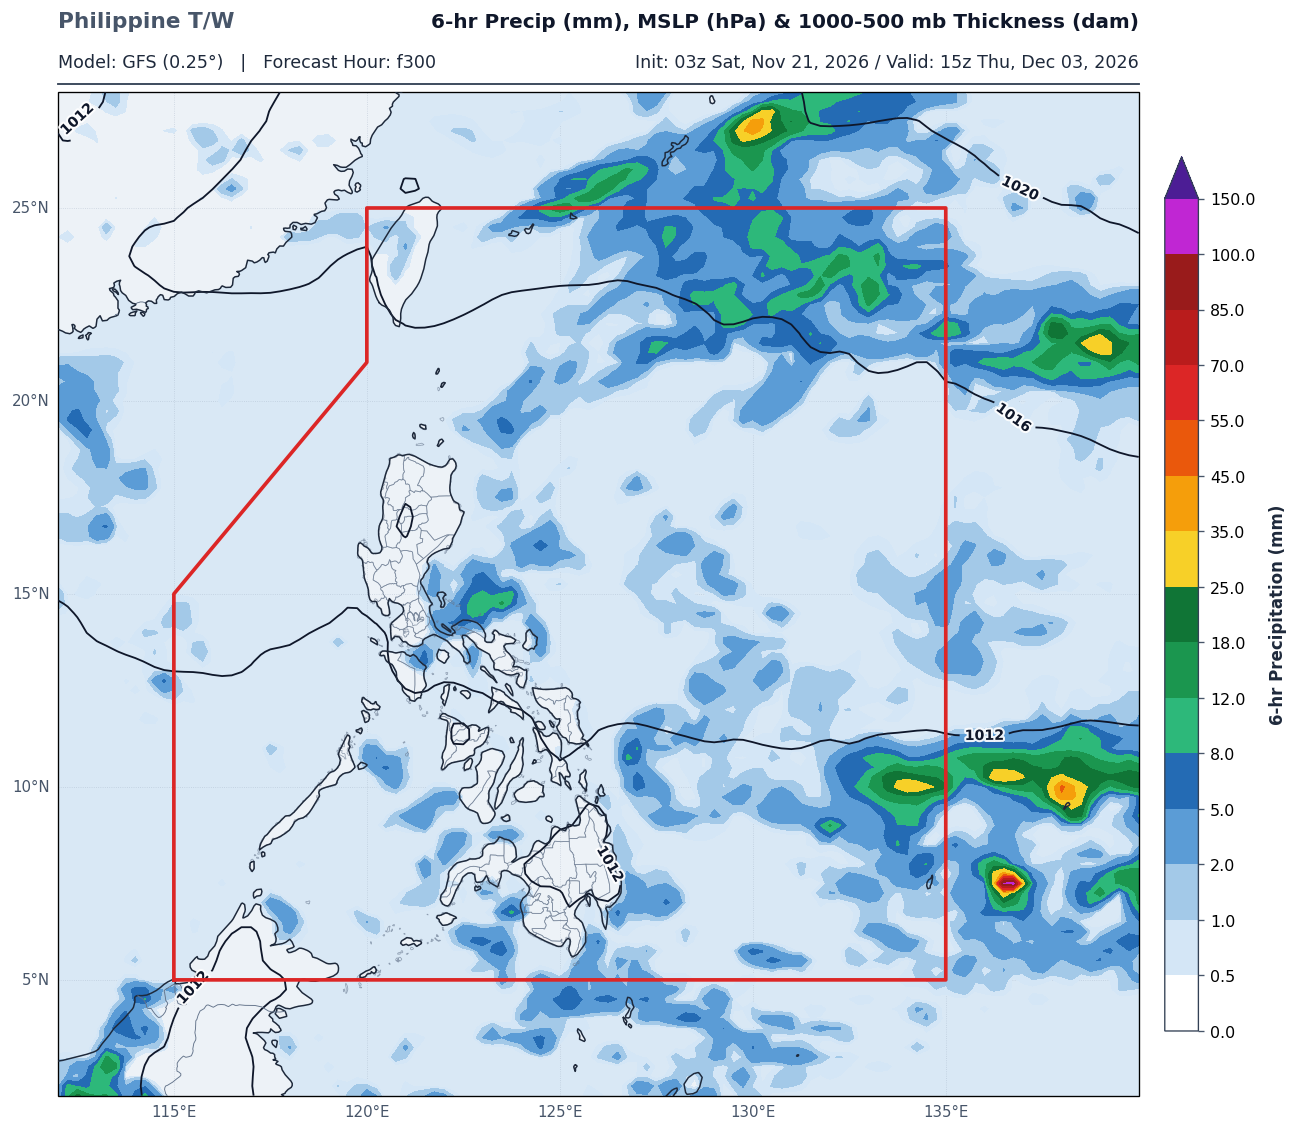 Philippine T/W
6-hr Precip (mm), MSLP (hPa) & 1000-500 mb Thickness (dam)
Model: GFS (0.25°) | Forecast Hour: f300
Init: 03z Sat, Nov 21, 2026 / Valid: 15z Thu, Dec 03, 2026
1012
1020
1016
1012
1012
1012
25°N
20°N
15°N
10°N
5°N
115°E
120°E
125°E
130°E
135°E
150.0
100.0
85.0
70.0
55.0
45.0
35.0
25.0
18.0
12.0
8.0
5.0
2.0
1.0
0.5
0.0
6-hr Precipitation (mm)